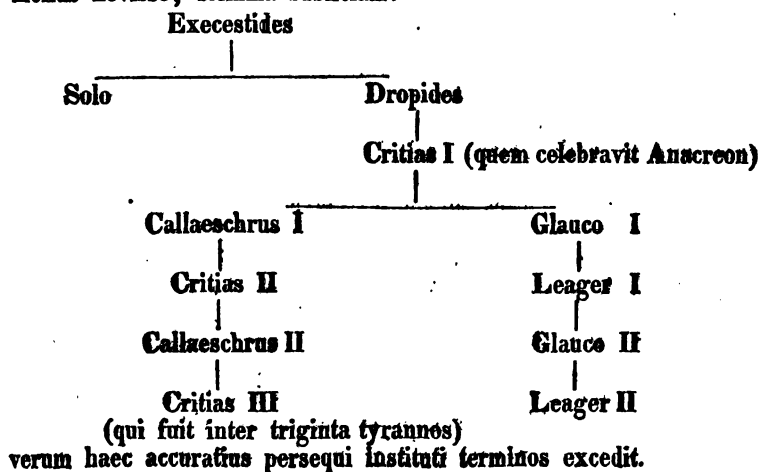 Execestides
Solo Dropides
Critias I (quem celebravit Anacreon)
Callaeschrus I Glauco I
Critias II Leager I
Callaeschrus II Glauco II
Critias III Leager II
(qui fuit inter triginta tyrannos)
verum haec accuratius persequi instituti terminos excedit.